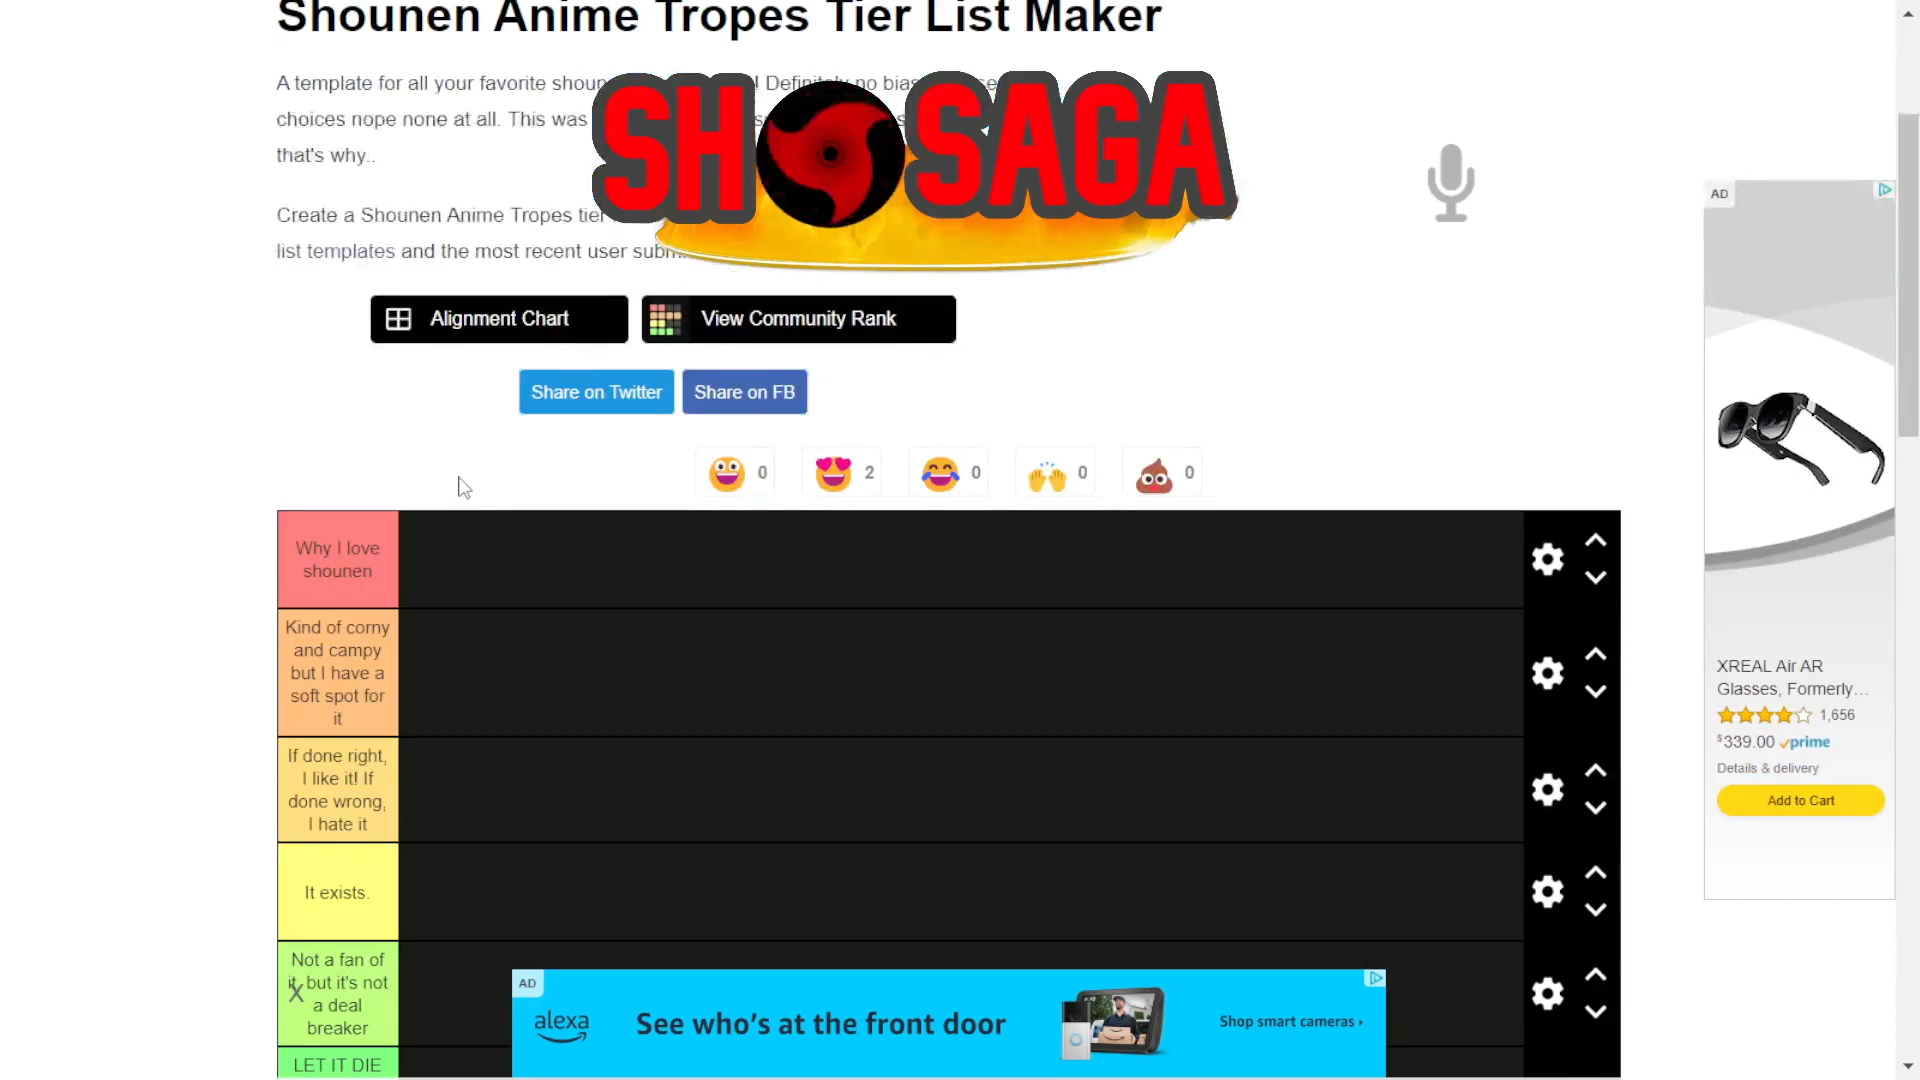 Shounen Anime Tropes Tier List Maker
A template for all your favorite shoun ! Definitely no bias
choices nope none at all. This was
that's why..
SH SAGA
Create a Shounen Anime Tropes tier
list templates and the most recent user subm
Alignment Chart
View Community Rank
Share on Twitter
Share on FB
0
2
0
0
0
Why I love
shounen
Kind of corny
and campy
but I have a
soft spot for
it
If done right,
I like it! If
done wrong,
I hate it
It exists.
Not a fan of
it, but it's not
a deal
breaker
X
LET IT DIE
AD
alexa
See who's at the front door
Shop smart cameras ›
AD
XREAL Air AR
Glasses, Formerly...
1,656
$339.00 prime
Details & delivery
Add to Cart